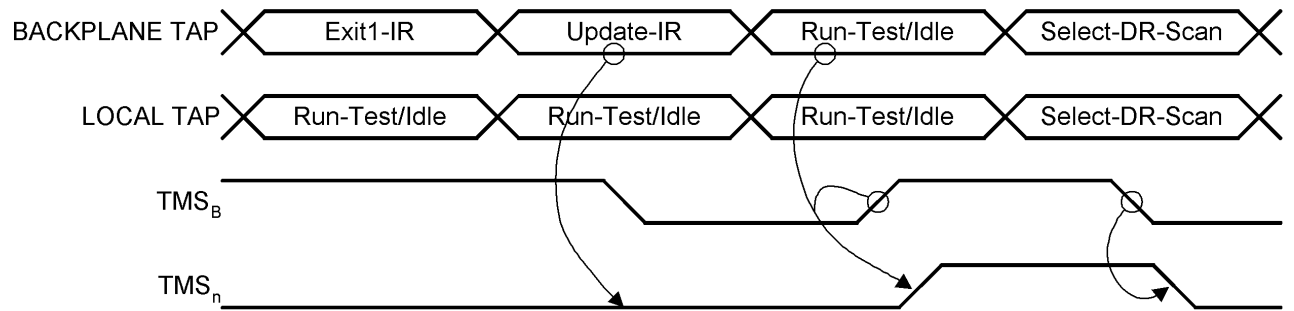 BACKPLANE TAP Exit1-IR Update-IR Run-Test/Idle Select-DR-Scan
LOCAL TAP Run-Test/Idle Run-Test/Idle Run-Test/Idle Select-DR-Scan
TMSB
TMSn